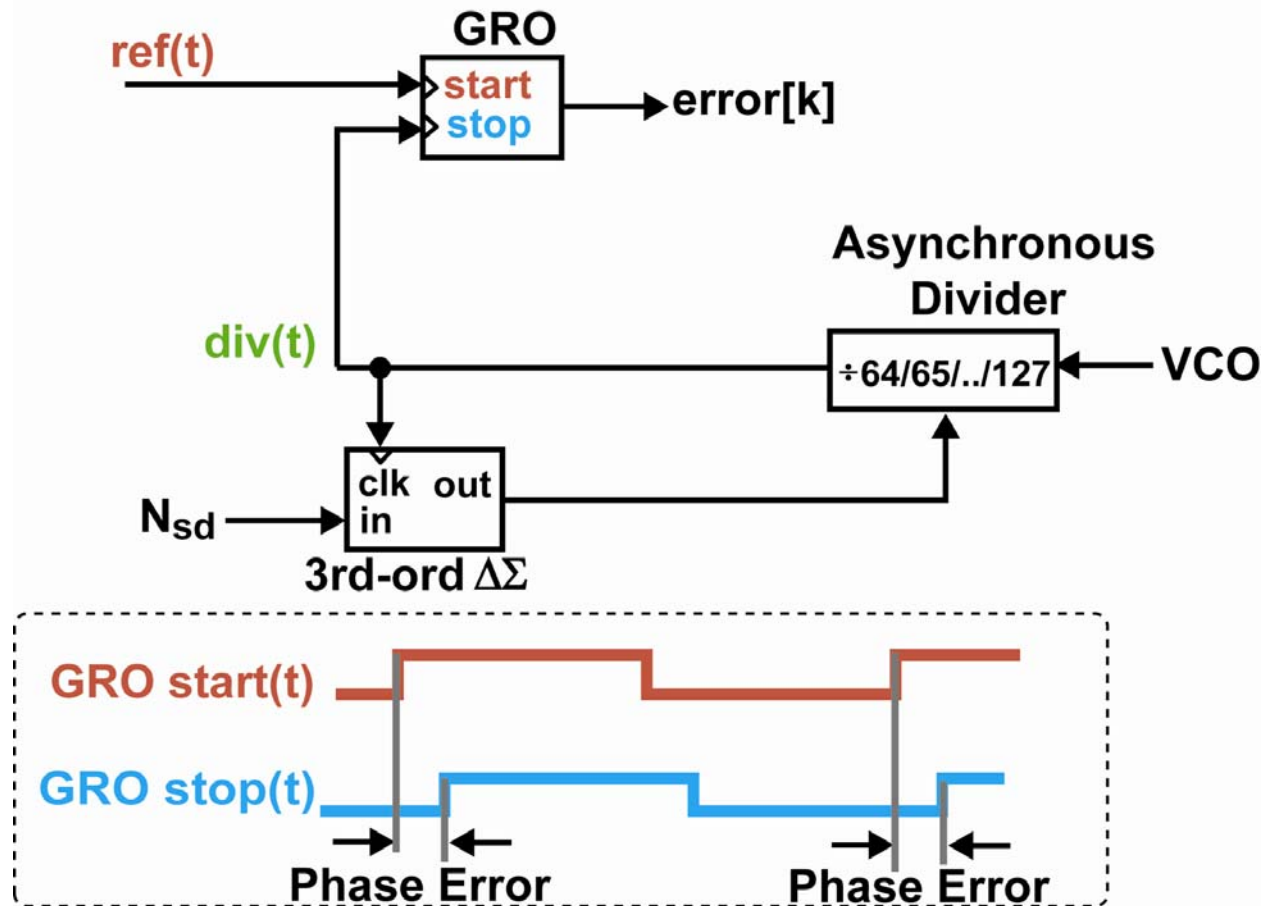 GRO
ref(t)
start
error[k]
stop
Asynchronous
Divider
div(t)
÷64/65/../127
VCO
clk out
Nsd
in
3rd-ord ΔΣ
GRO start(t)
GRO stop(t)
Phase Error
Phase Error